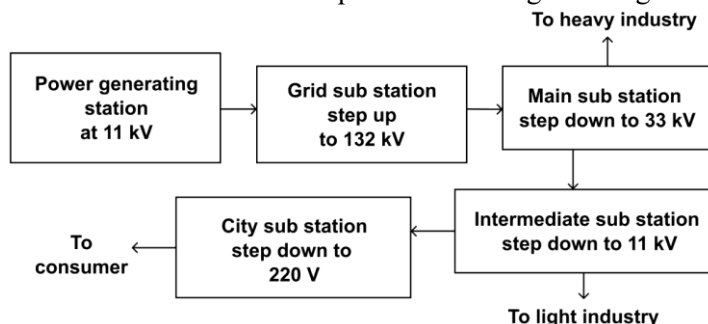 To heavy industry
Power generating
station
at 11 kV
Grid sub station
step up
to 132 kV
Main sub station
step down to 33 kV
Intermediate sub station
step down to 11 kV
City sub station
step down to
220 V
To
consumer
To light industry